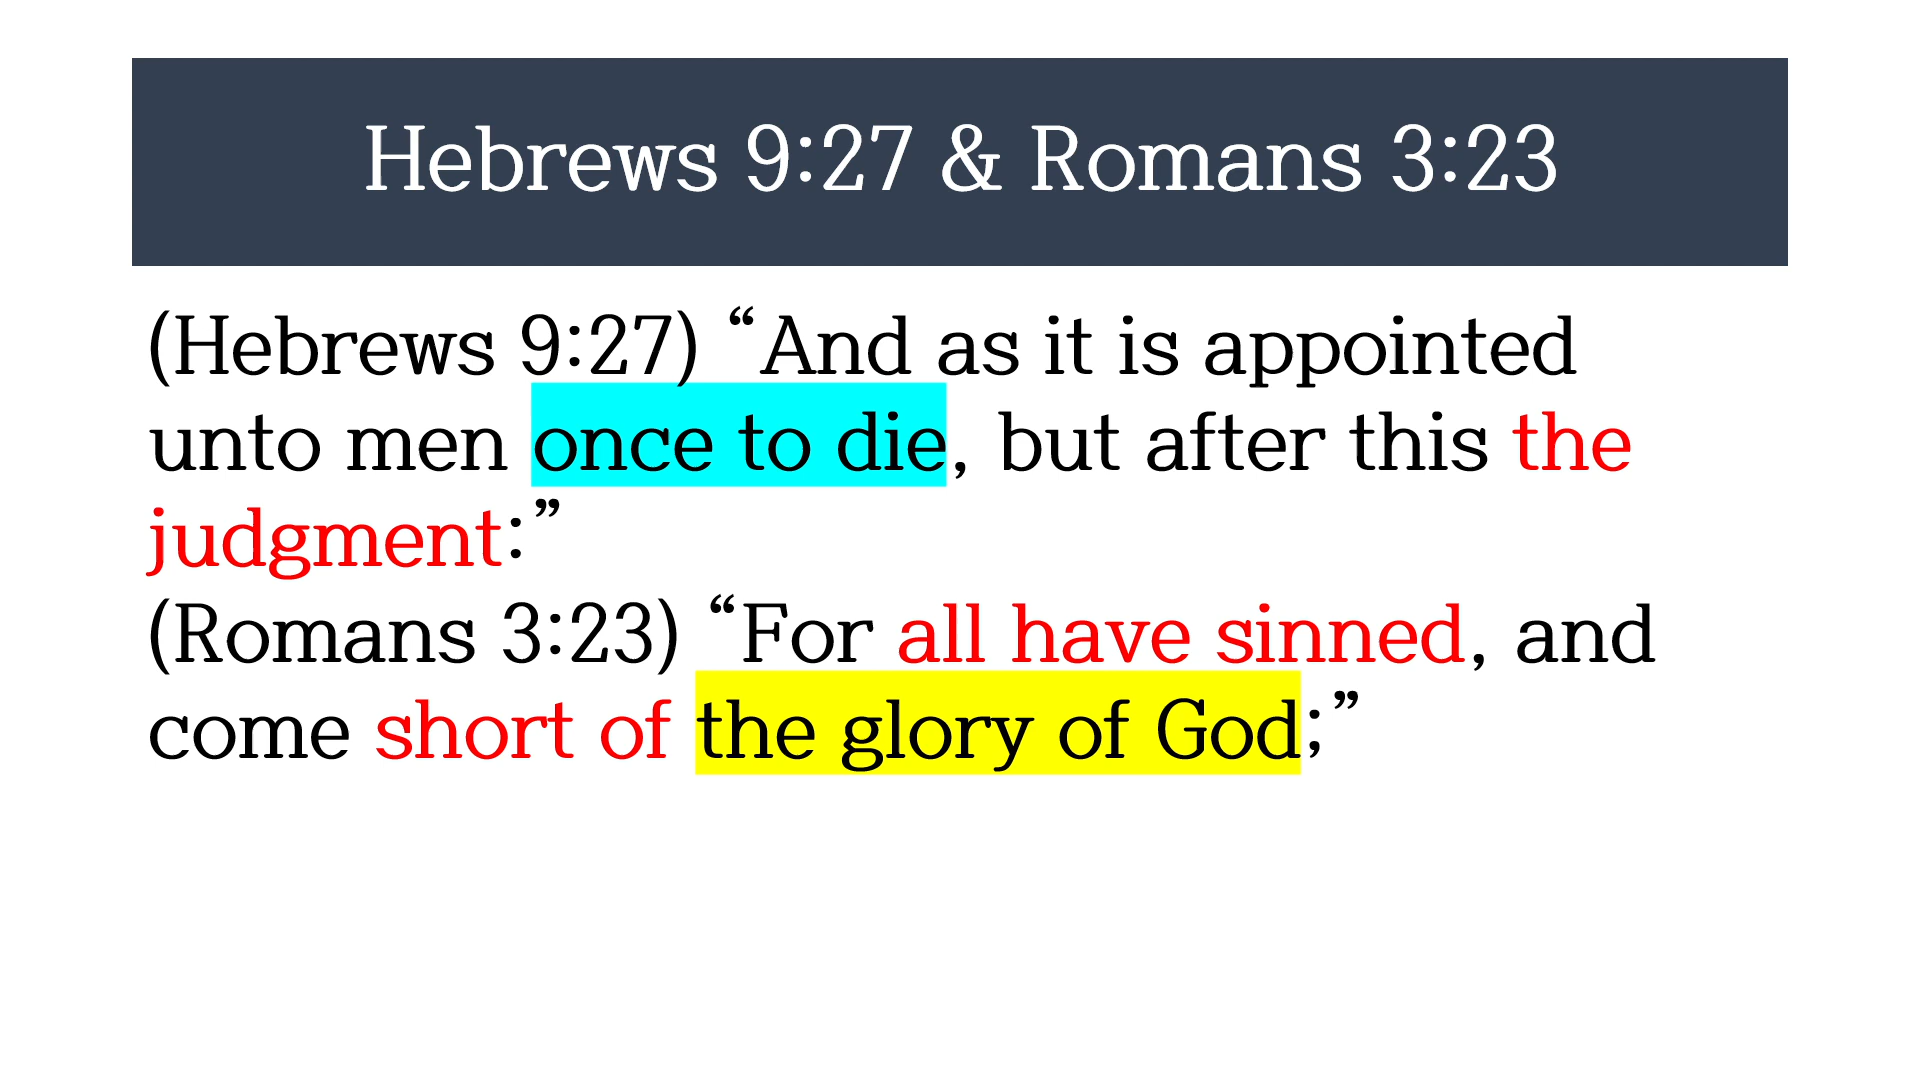 Hebrews 9:27 & Romans 3:23
(Hebrews 9:27) “And as it is appointed
unto men once to die, but after this the
judgment:”
(Romans 3:23) “For all have sinned, and
come short of the glory of God;”